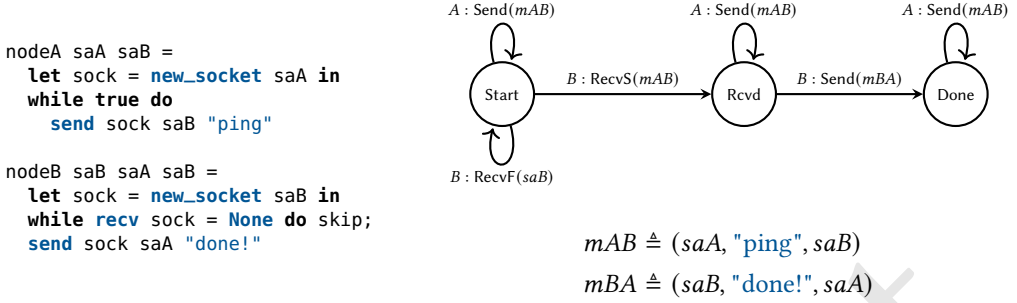 nodeA saA saB =
let sock = new_socket saA in
while true do
send sock saB "ping"
nodeB saB saA saB =
let sock = new_socket saB in
while recv sock = None do skip;
send sock saA "done!"
A : Send(mAB)
A : Send(mAB)
A : Send(mAB)
Start
B : RecvS(mAB)
Rcvd
B : Send(mBA)
Done
B : RecvF(saB)
mAB ≜ (saA, "ping", saB)
mBA ≜ (saB, "done!", saA)